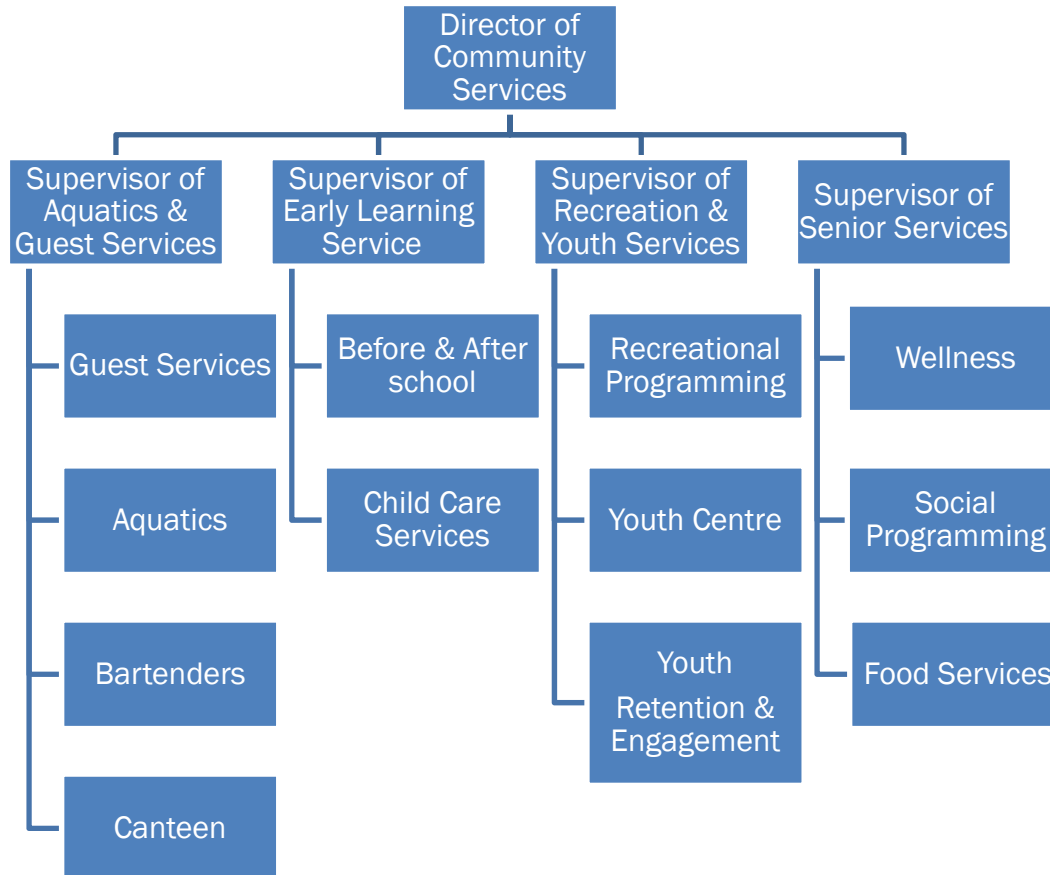 Director of
Community
Services
Supervisor of
Aquatics &
Guest Services
Supervisor of
Early Learning
Service
Supervisor of
Recreation &
Youth Services
Supervisor of
Senior Services
Guest Services
Before & After
school
Recreational
Programming
Wellness
Aquatics
Child Care
Services
Youth Centre
Social
Programming
Bartenders
Youth
Retention &
Engagement
Food Services
Canteen